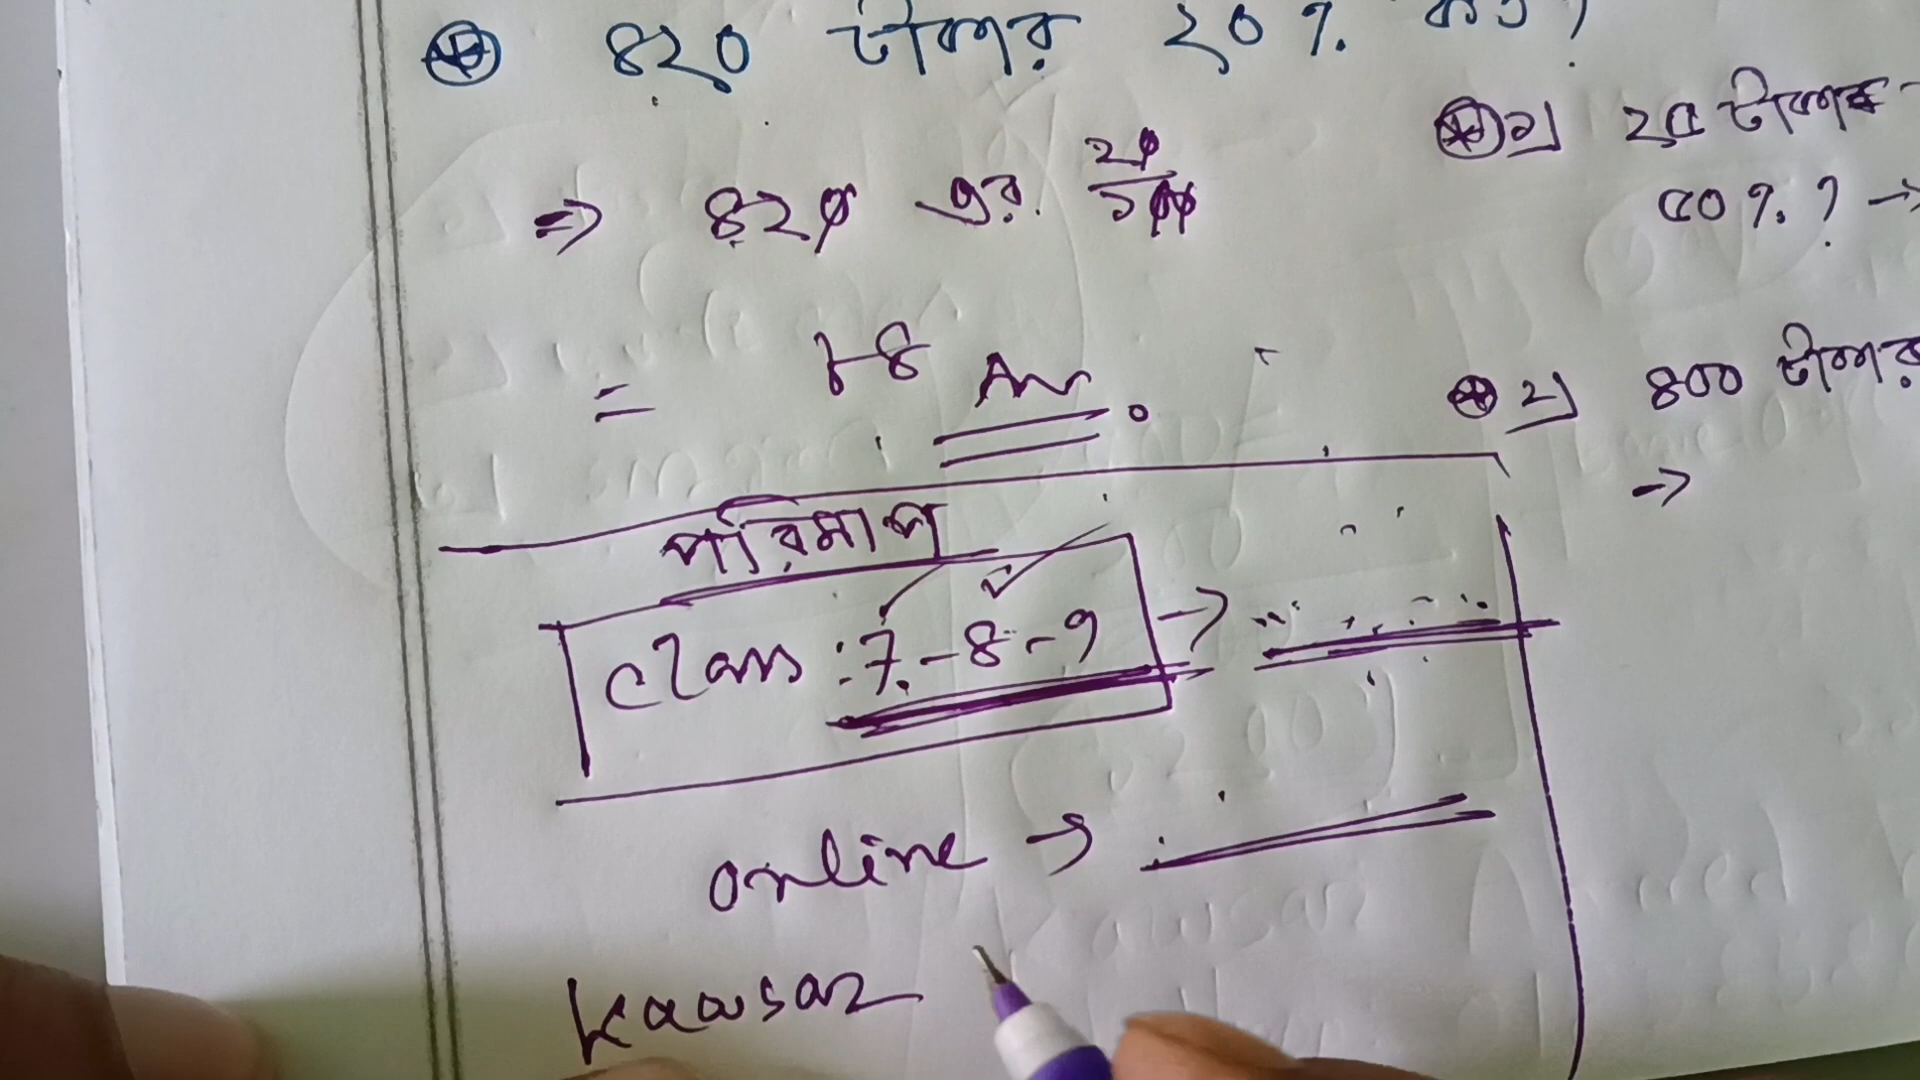 ৪২০ টাকার ২০% কত?
⇒ ৪২০ এর ২০/১০০
= ৮৪ Ans.
১) ২৫ টাকার
৫০%? →
২) ৪০০ টাকার
→
পরিমাপ
Class: 7-8-9 →
online →
Kawsar